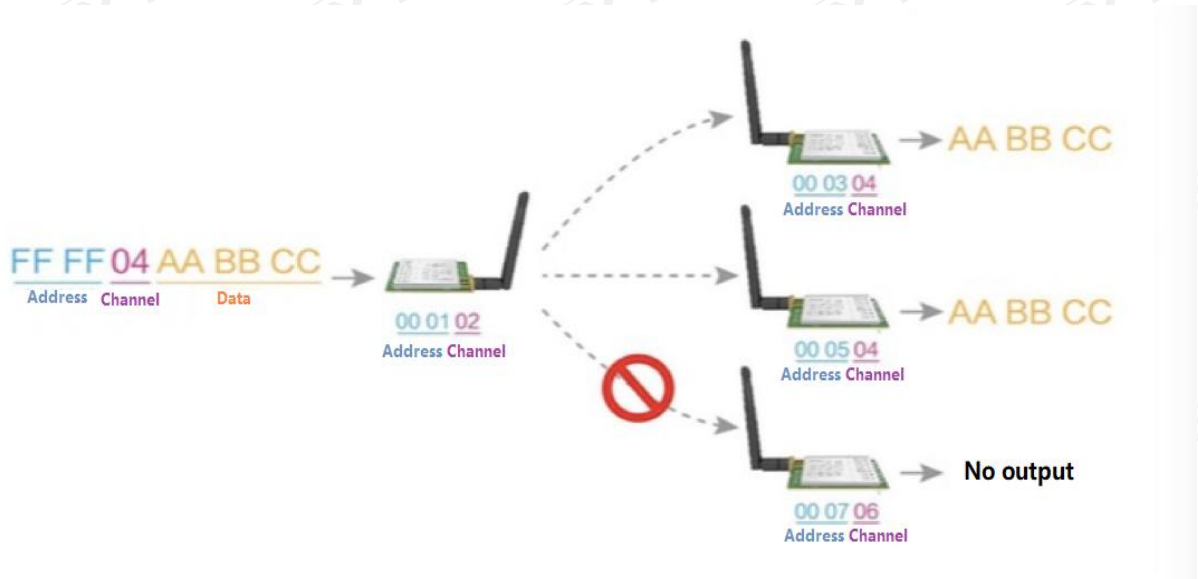 FF FF 04 AA BB CC
Address Channel Data
00 01 02
Address Channel
00 03 04
Address Channel
AA BB CC
00 05 04
Address Channel
AA BB CC
00 07 06
Address Channel
No output